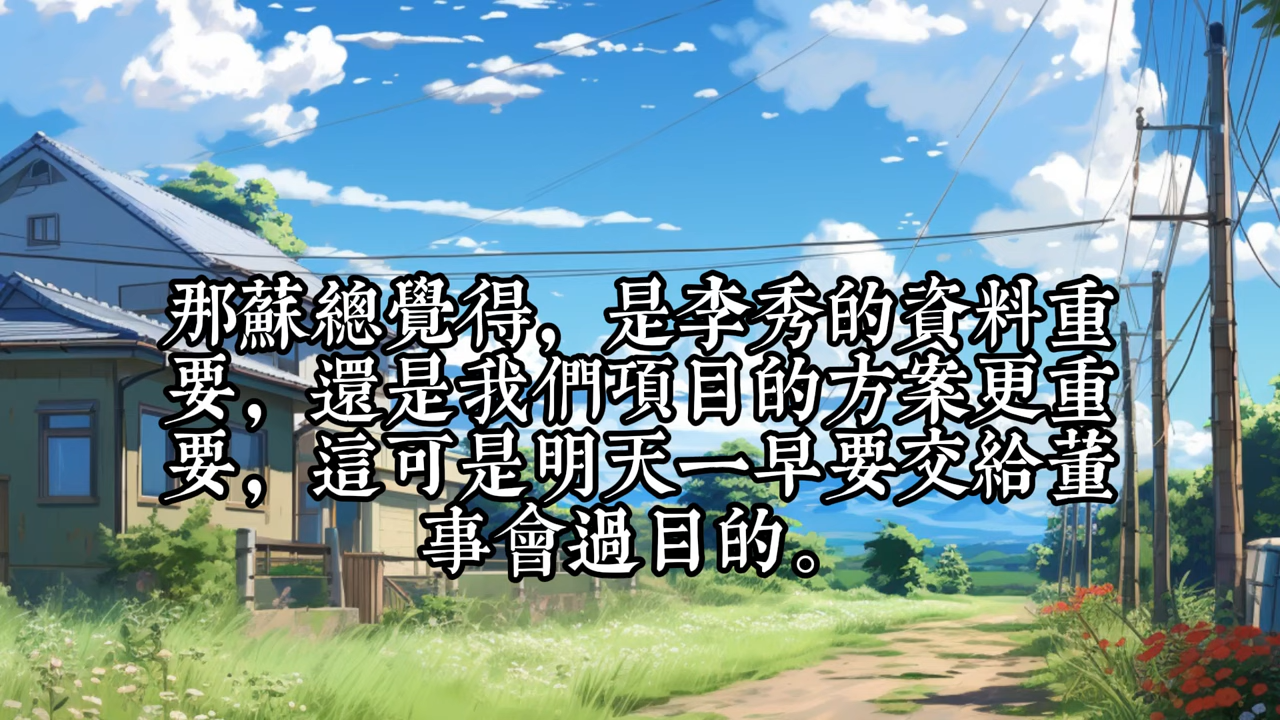 那蘇總覺得，是李秀的資料重
要，還是我們項目的方案更重
要，這可是明天一早要交給董
事會過目的。